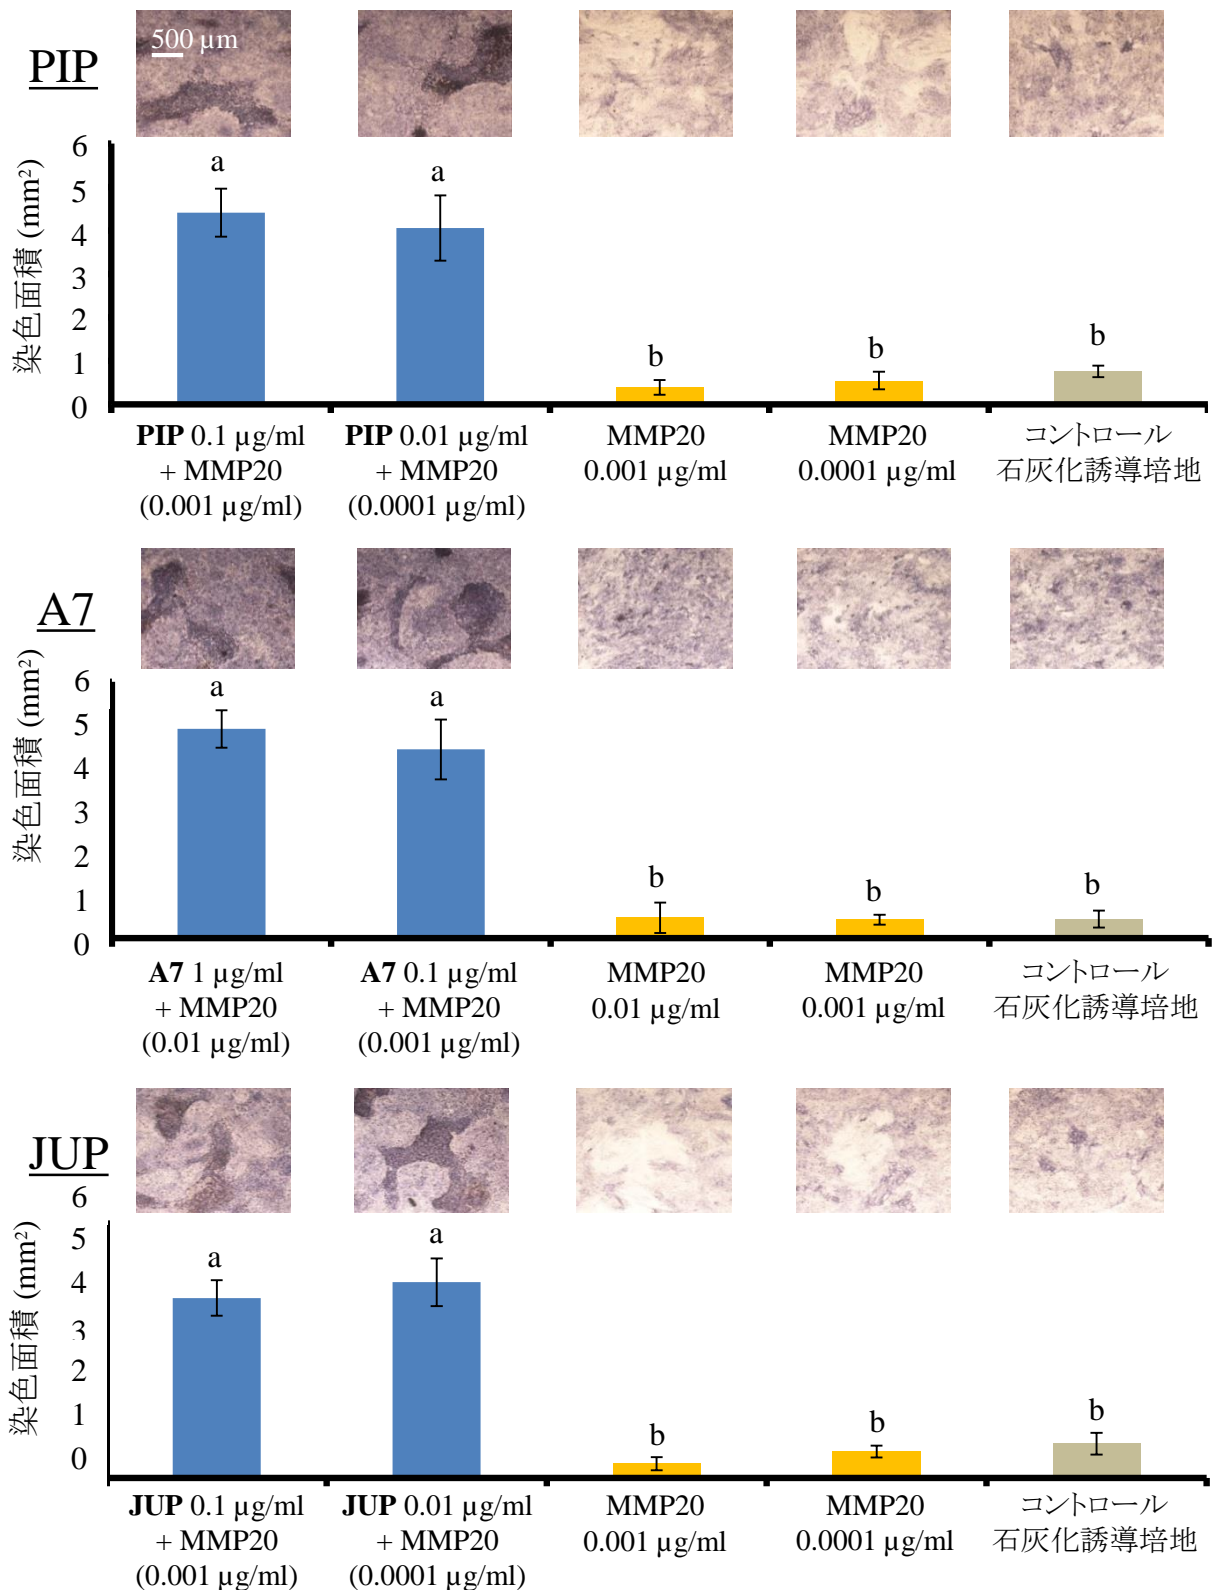 PIP
500 µm
染色面積 (mm²)
6
5
4
3
2
1
0
a
a
b
b
b
PIP 0.1 µg/ml
+ MMP20
(0.001 µg/ml)
PIP 0.01 µg/ml
+ MMP20
(0.0001 µg/ml)
MMP20
0.001 µg/ml
MMP20
0.0001 µg/ml
コントロール
石灰化誘導培地
A7
染色面積 (mm²)
6
5
4
3
2
1
0
a
a
b
b
b
A7 1 µg/ml
+ MMP20
(0.01 µg/ml)
A7 0.1 µg/ml
+ MMP20
(0.001 µg/ml)
MMP20
0.01 µg/ml
MMP20
0.001 µg/ml
コントロール
石灰化誘導培地
JUP
染色面積 (mm²)
6
5
4
3
2
1
0
a
a
b
b
b
JUP 0.1 µg/ml
+ MMP20
(0.001 µg/ml)
JUP 0.01 µg/ml
+ MMP20
(0.0001 µg/ml)
MMP20
0.001 µg/ml
MMP20
0.0001 µg/ml
コントロール
石灰化誘導培地